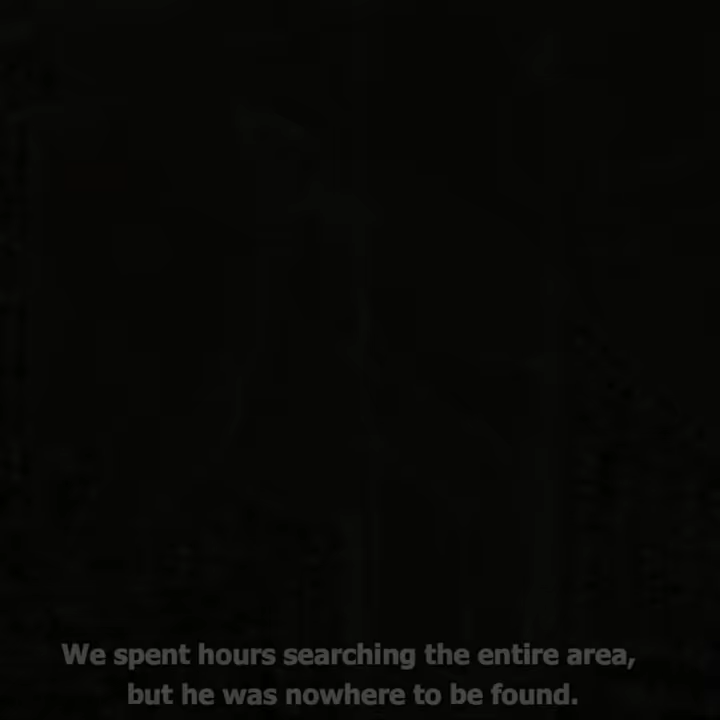 We spent hours searching the entire area,
but he was nowhere to be found.